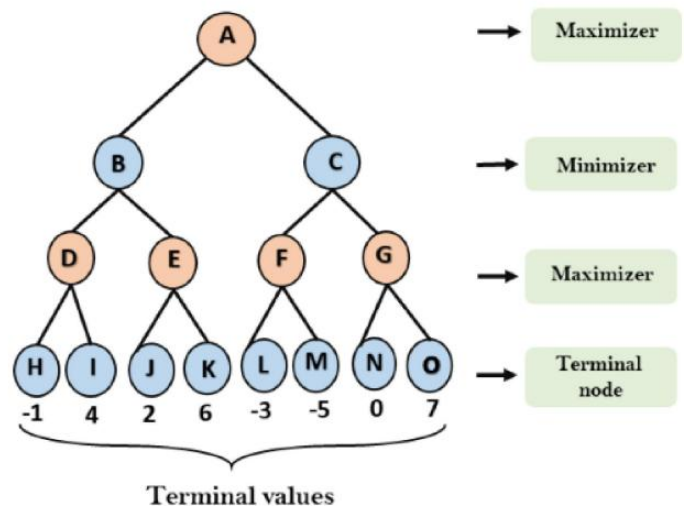 A
Maximizer
B
C
Minimizer
D
E
F
G
Maximizer
H
I
J
K
L
M
N
O
Terminal
node
-1
4
2
6
-3
-5
0
7
Terminal values